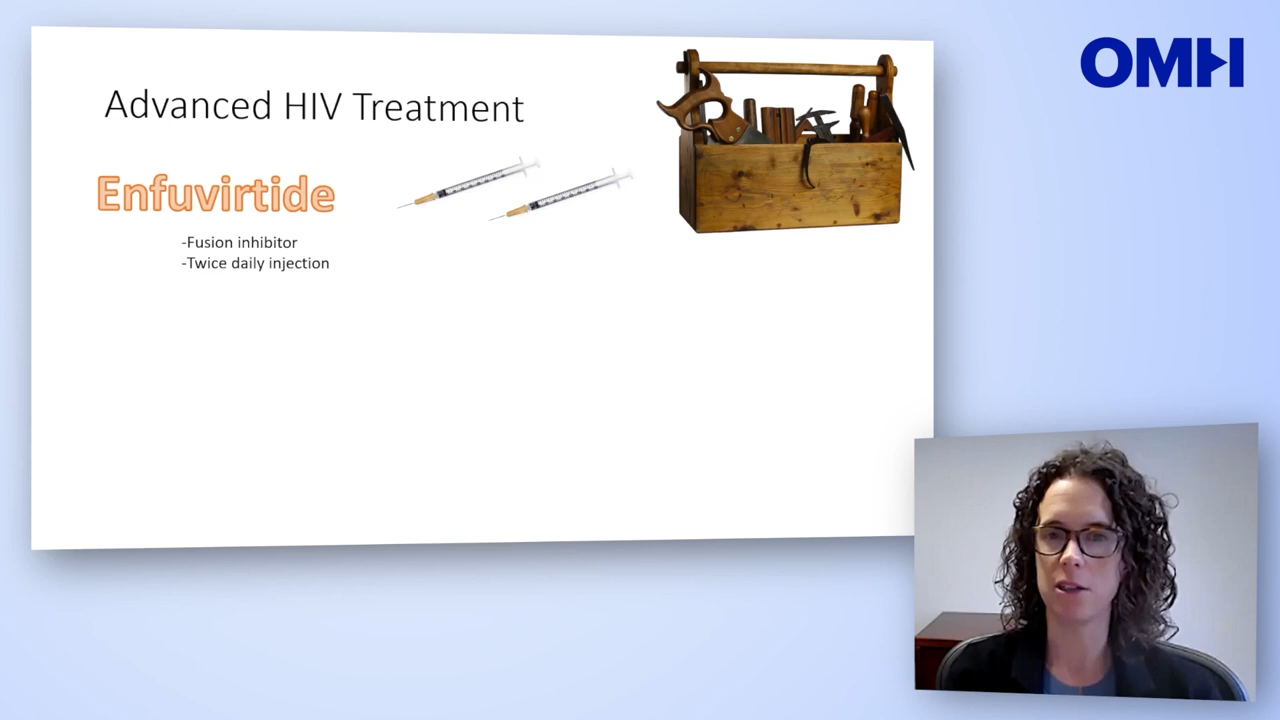 Advanced HIV Treatment
Enfuvirtide
-Fusion inhibitor
-Twice daily injection
OMH